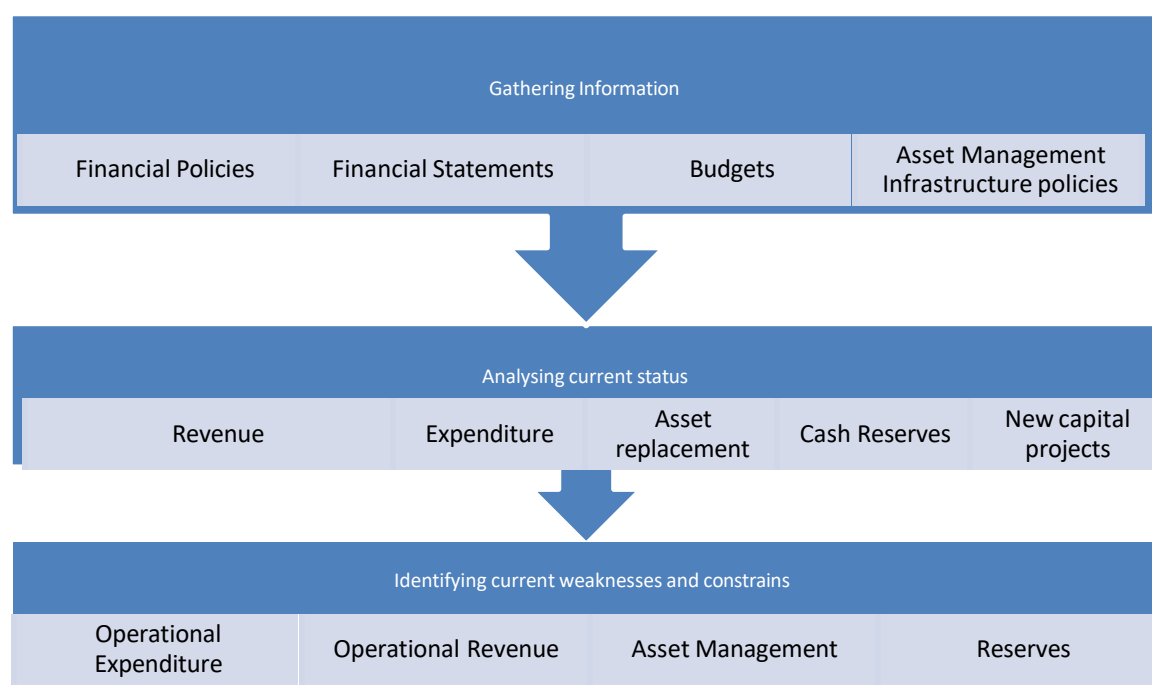 Gathering Information
Financial Policies
Financial Statements
Budgets
Asset Management
Infrastructure policies
Analysing current status
Revenue
Expenditure
Asset
replacement
Cash Reserves
New capital
projects
Identifying current weaknesses and constrains
Operational
Expenditure
Operational Revenue
Asset Management
Reserves